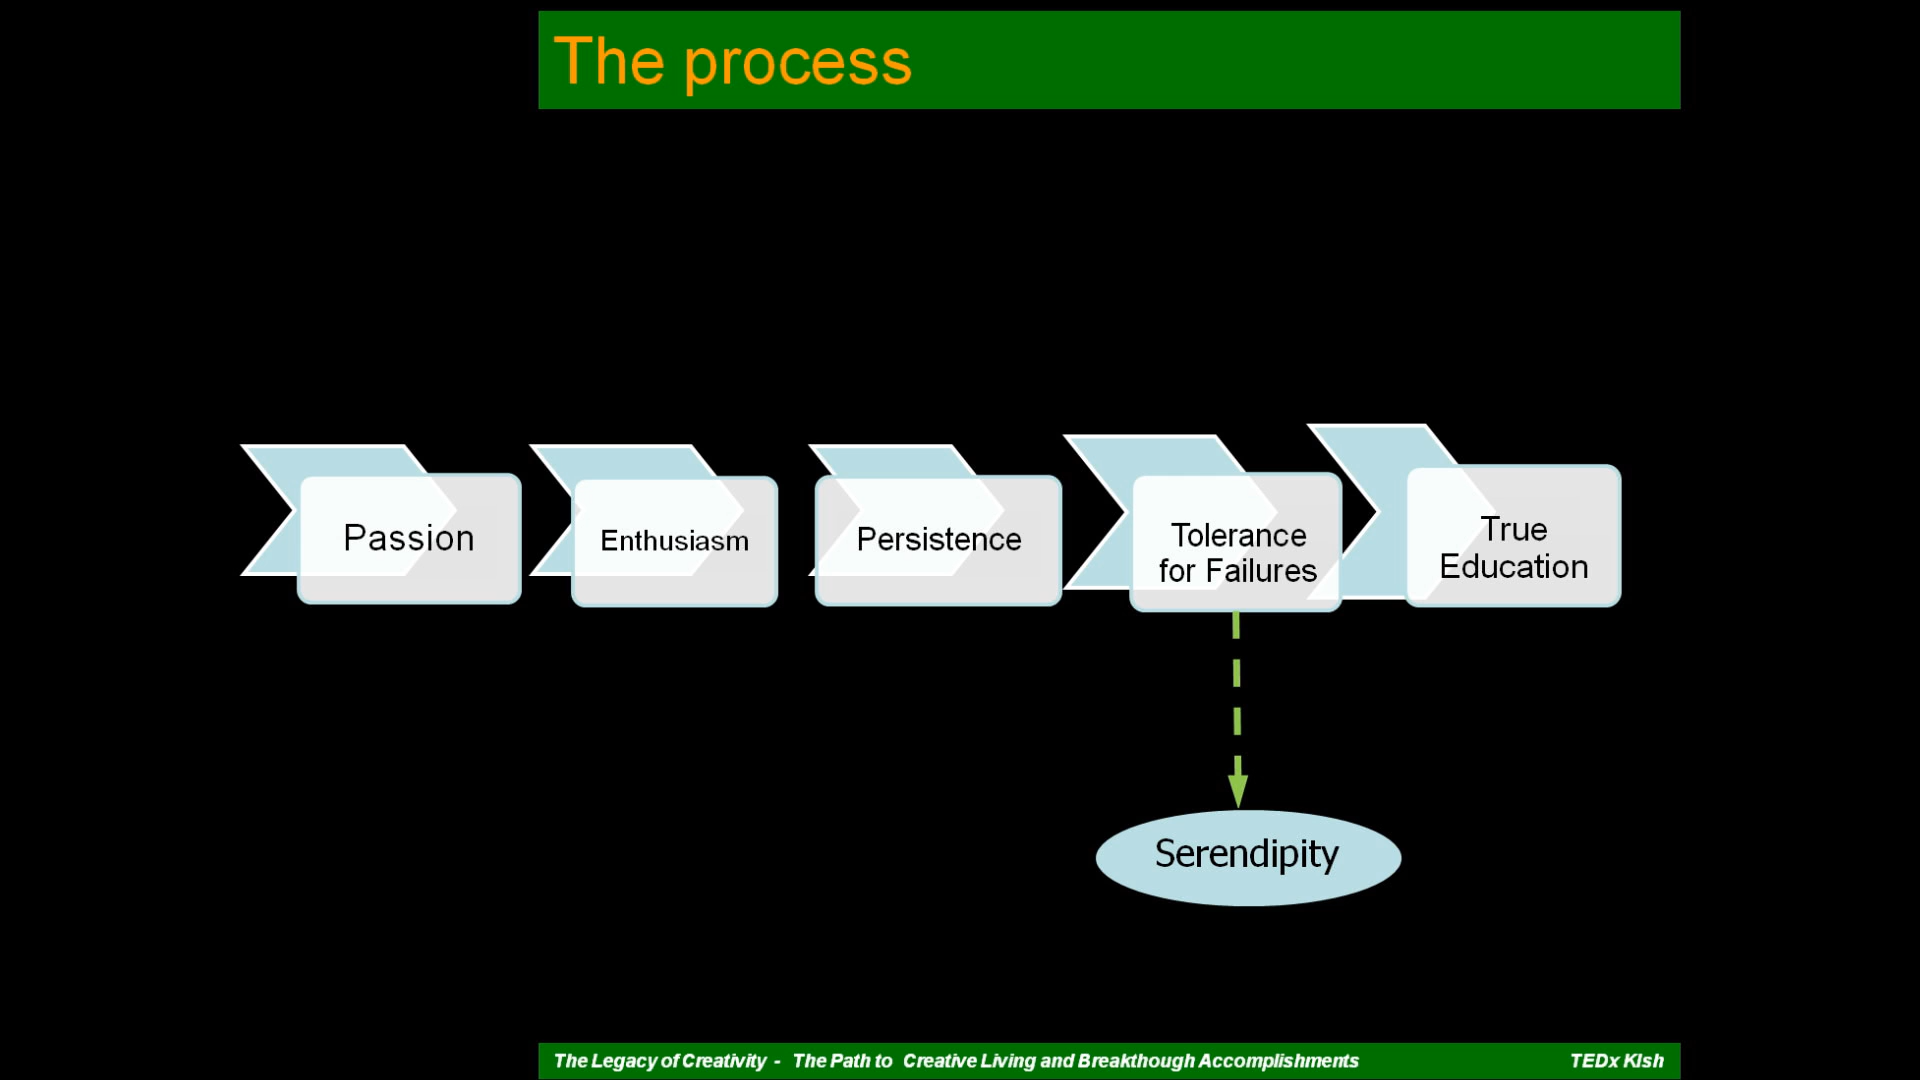 The process
Passion
Enthusiasm
Persistence
Tolerance
for Failures
True
Education
Serendipity
The Legacy of Creativity - The Path to Creative Living and Breakthough Accomplishments
TEDx KIsh